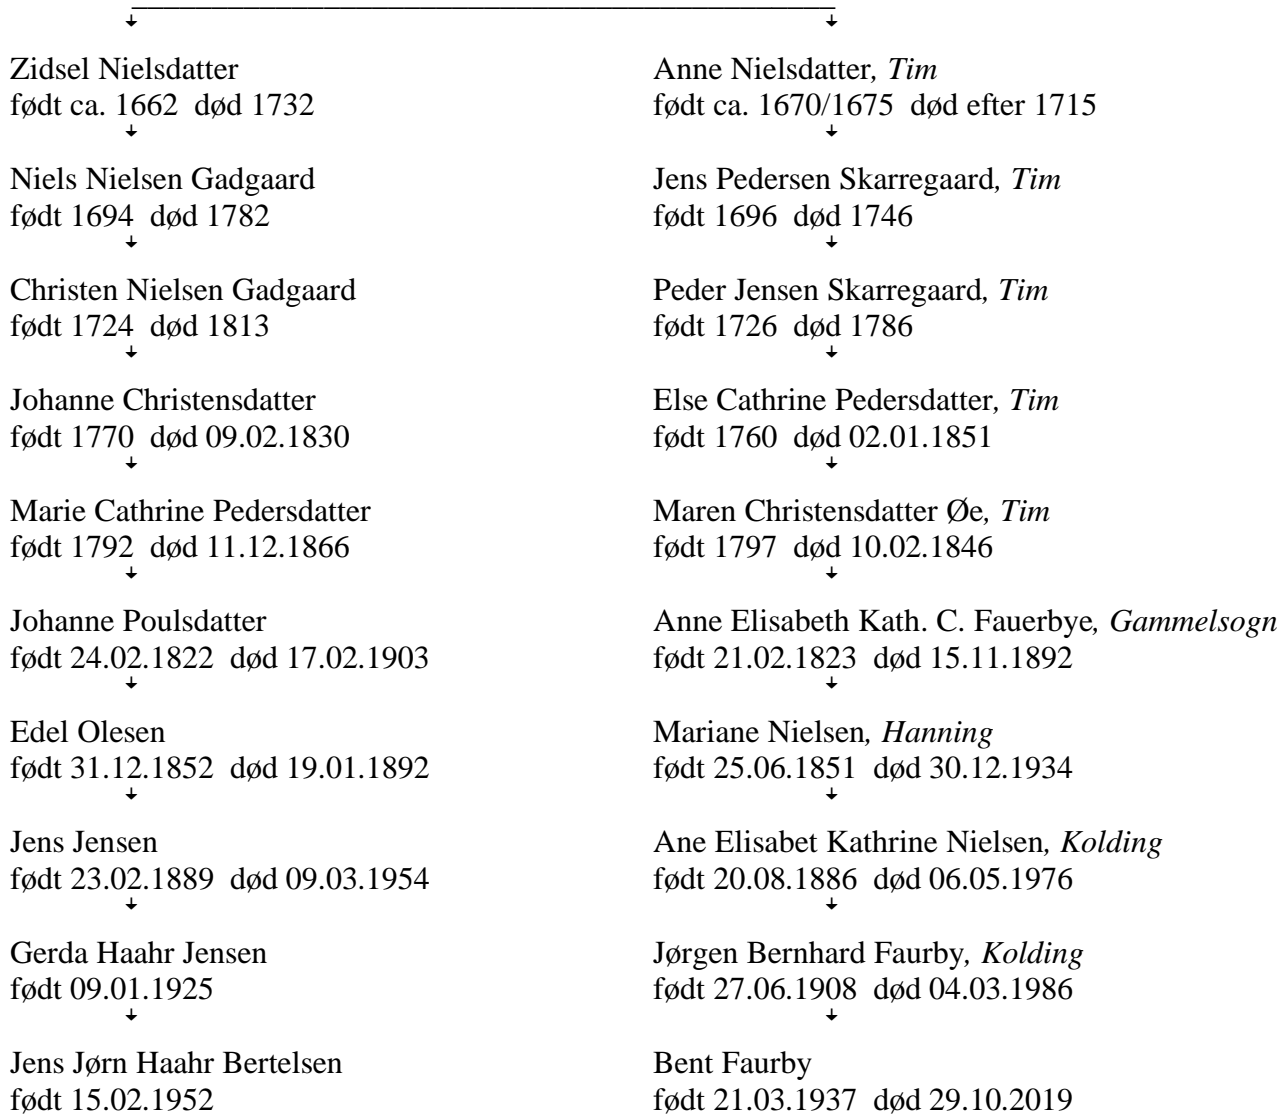 Zidsel Nielsdatter
født ca. 1662 død 1732
Niels Nielsen Gadgaard
født 1694 død 1782
Christen Nielsen Gadgaard
født 1724 død 1813
Johanne Christensdatter
født 1770 død 09.02.1830
Marie Cathrine Pedersdatter
født 1792 død 11.12.1866
Johanne Poulsdatter
født 24.02.1822 død 17.02.1903
Edel Olesen
født 31.12.1852 død 19.01.1892
Jens Jensen
født 23.02.1889 død 09.03.1954
Gerda Haahr Jensen
født 09.01.1925
Jens Jørn Haahr Bertelsen
født 15.02.1952
Anne Nielsdatter, Tim
født ca. 1670/1675 død efter 1715
Jens Pedersen Skarregaard, Tim
født 1696 død 1746
Peder Jensen Skarregaard, Tim
født 1726 død 1786
Else Cathrine Pedersdatter, Tim
født 1760 død 02.01.1851
Maren Christensdatter Øe, Tim
født 1797 død 10.02.1846
Anne Elisabeth Kath. C. Fauerbye, Gammelsogn
født 21.02.1823 død 15.11.1892
Mariane Nielsen, Hanning
født 25.06.1851 død 30.12.1934
Ane Elisabet Kathrine Nielsen, Kolding
født 20.08.1886 død 06.05.1976
Jørgen Bernhard Faurby, Kolding
født 27.06.1908 død 04.03.1986
Bent Faurby
født 21.03.1937 død 29.10.2019